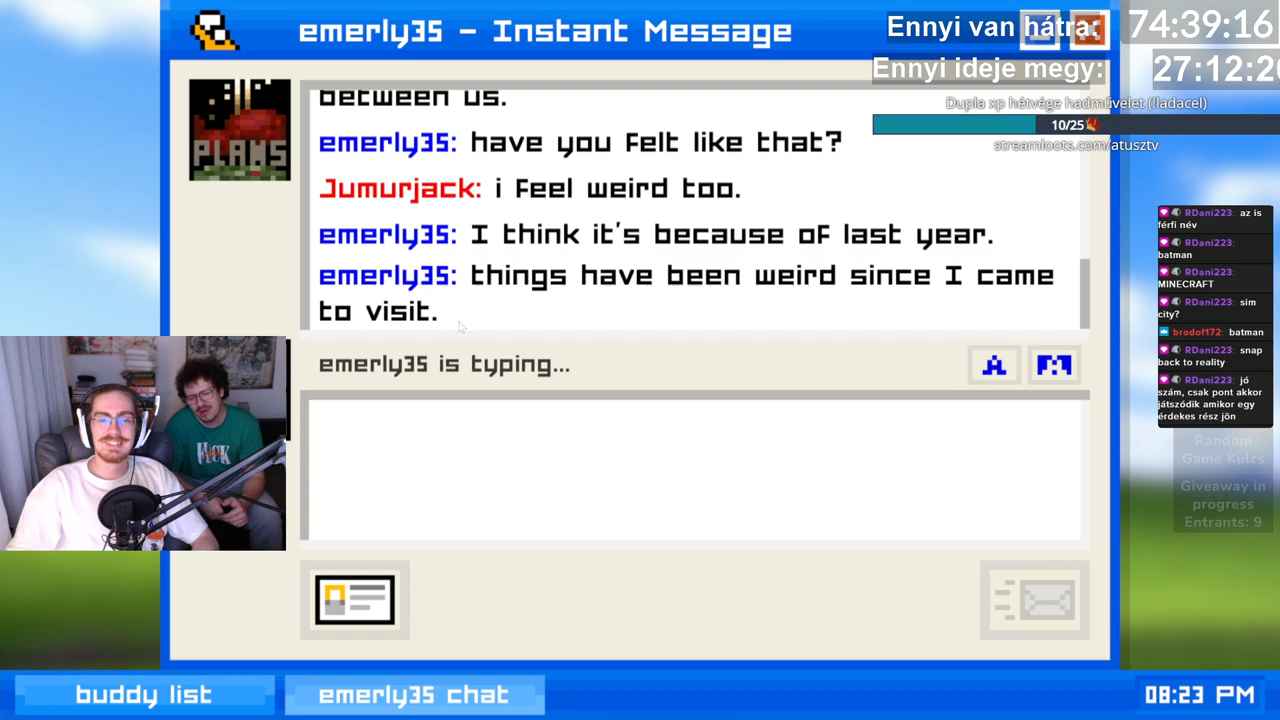 emerly35 - Instant Message
Ennyi van hátra:
74:39:16
Ennyi ideje megy:
27:12:20
Dupla xp hétvége hadművelet (!ladacel)
10/25
streamloots.com/atusztv
PLANS
between us.
emerly35: have you felt like that?
Jumurjack: i feel weird too.
emerly35: I think it's because of last year.
emerly35: things have been weird since I came
to visit.
emerly35 is typing...
A
RDani223: az is
férfi név
RDani223:
batman
RDani223:
MINECRAFT
RDani223: sim
city?
brodof172: batman
RDani223: snap
back to reality
RDani223: jó
szám, csak pont akkor
játszódik amikor egy
érdekes rész jön
Random
Game Kulcs
Giveaway in
progress
Entrants: 9
buddy list
emerly35 chat
08:23 PM